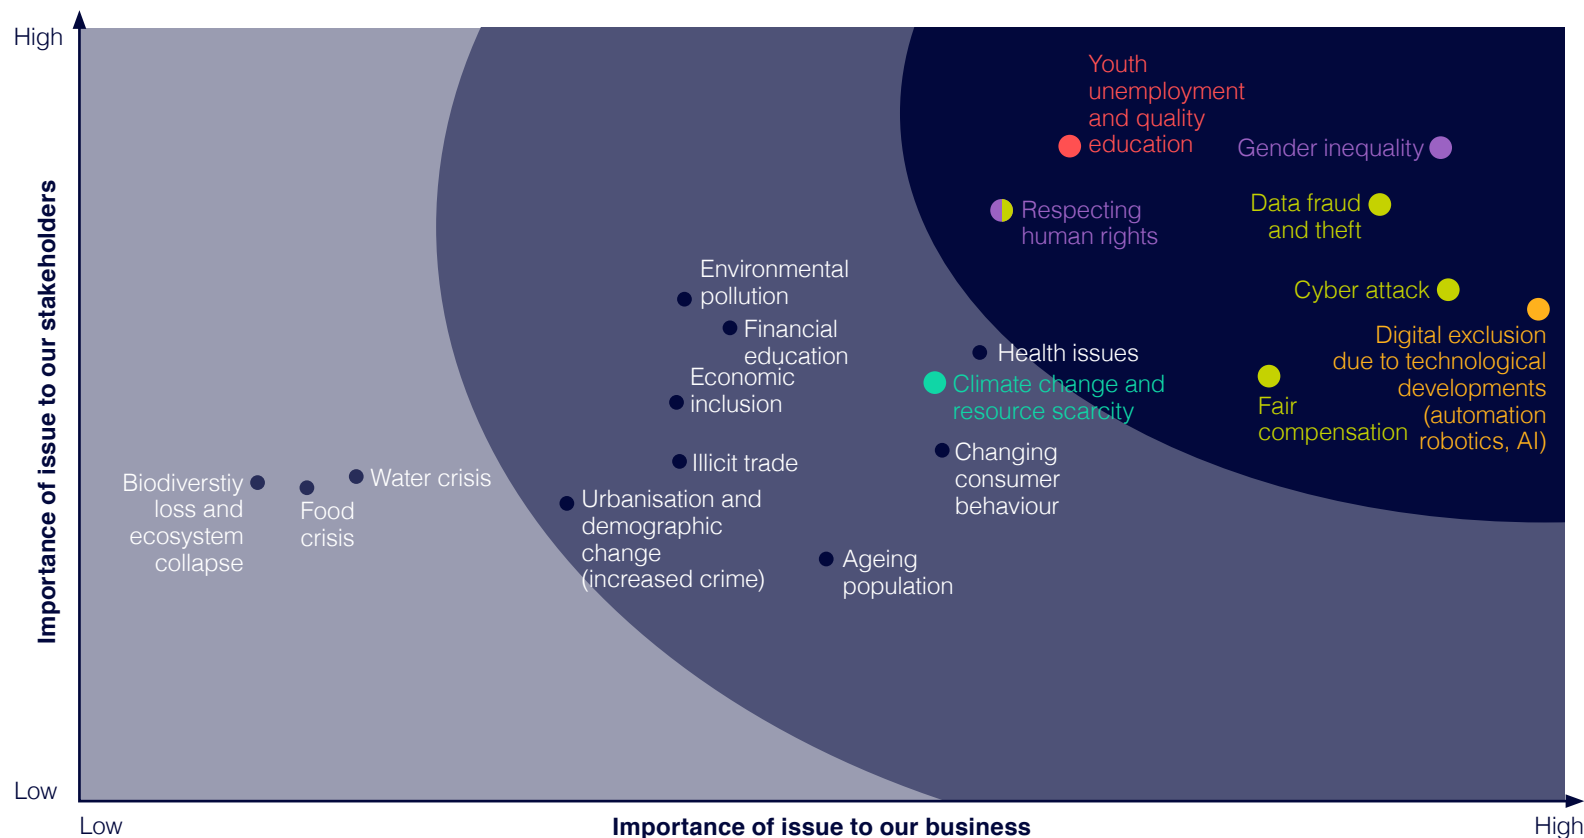 High
Importance of issue to our stakeholders
Low
Youth
unemployment
and quality
education
Gender inequality
Respecting
human rights
Data fraud
and theft
Cyber attack
Digital exclusion
due to technological
developments
(automation
robotics, AI)
Fair
compensation
Environmental
pollution
Financial
education
Economic
inclusion
Health issues
Climate change and
resource scarcity
Illicit trade
Changing
consumer
behaviour
Urbanisation and
demographic
change
(increased crime)
Ageing
population
Biodiverstiy
loss and
ecosystem
collapse
Food
crisis
Water crisis
Low
Importance of issue to our business
High